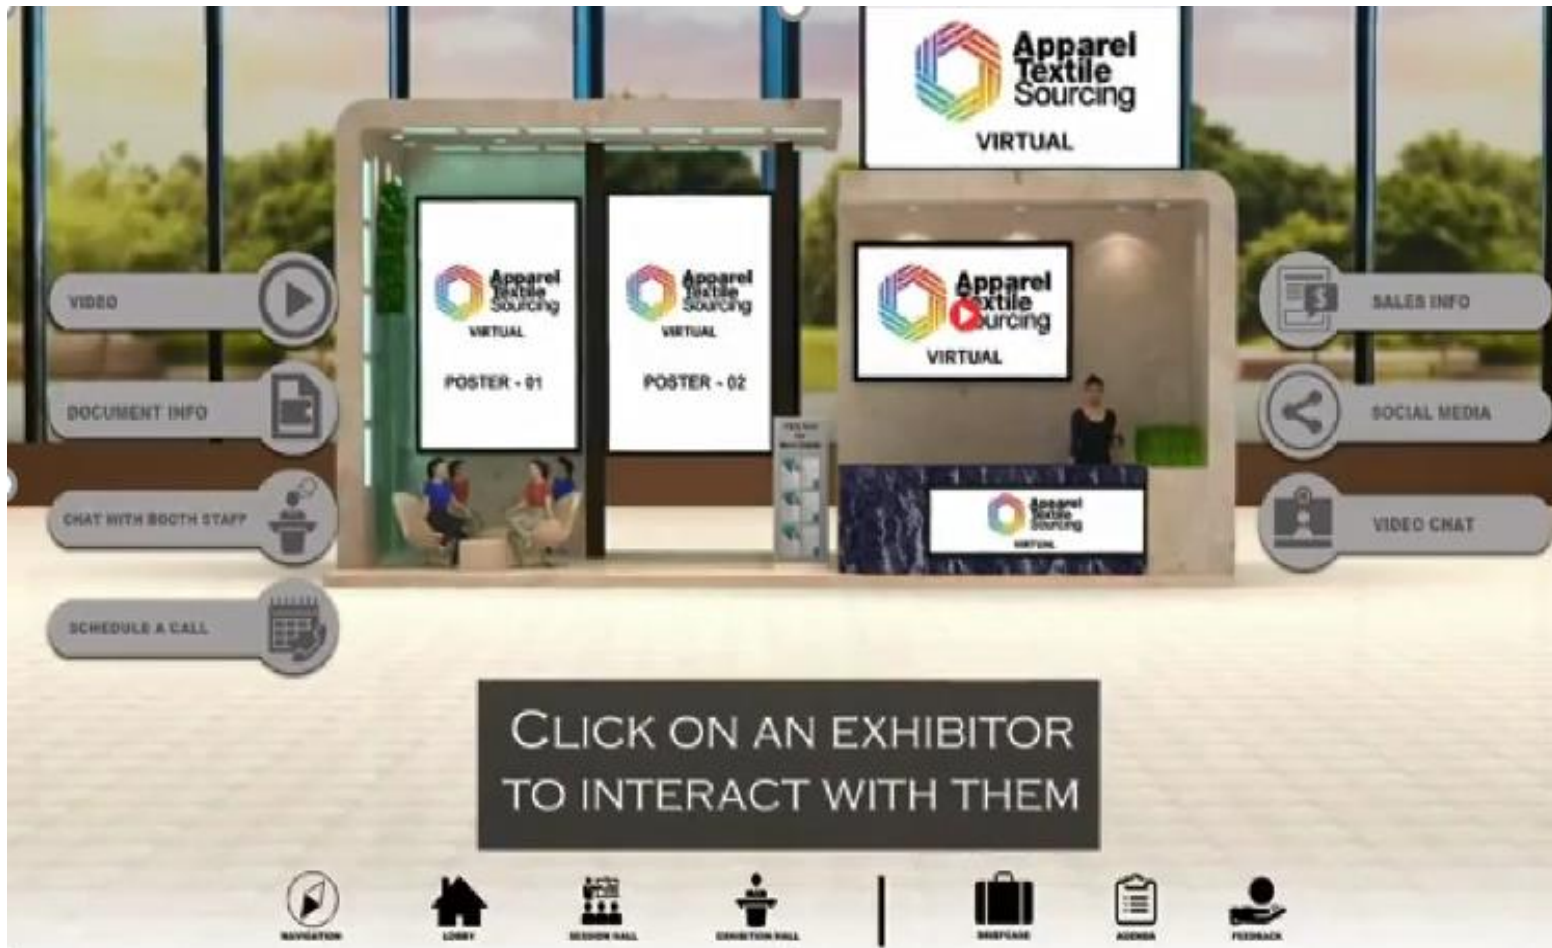 Apparel
Textile
Sourcing
VIRTUAL
Apparel
Textile
Sourcing
VIRTUAL
POSTER - 01
Apparel
Textile
Sourcing
VIRTUAL
POSTER - 02
Apparel
Textile
Sourcing
VIRTUAL
Apparel
Textile
Sourcing
VIRTUAL
VIDEO
DOCUMENT INFO
CHAT WITH BOOTH STAFF
SCHEDULE A CALL
SALES INFO
SOCIAL MEDIA
VIDEO CHAT
CLICK ON AN EXHIBITOR
TO INTERACT WITH THEM
NAVIGATION
LOBBY
SESSION HALL
EXHIBITION HALL
BRIEFCASE
AGENDA
FEEDBACK